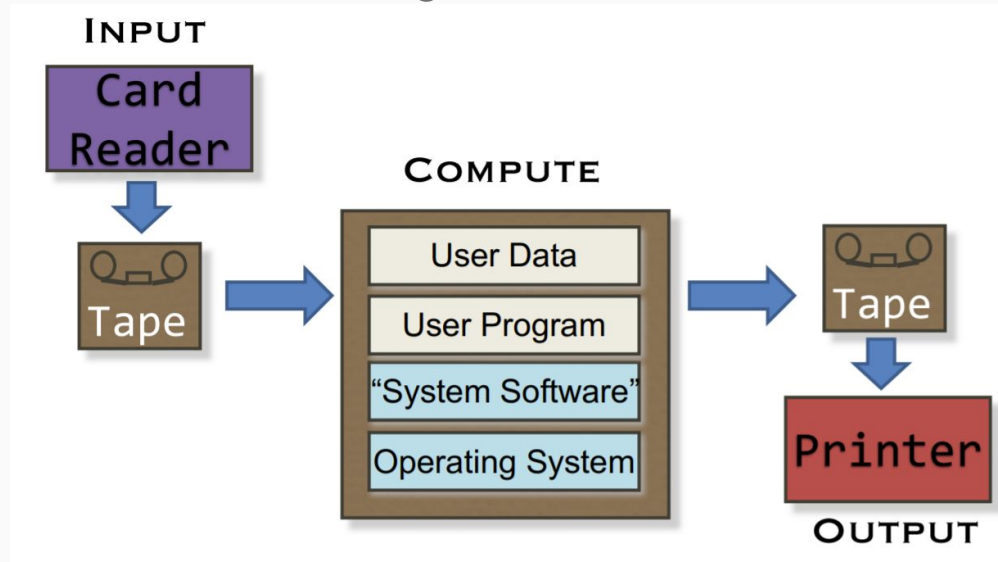 INPUT
Card
Reader
Tape
COMPUTE
User Data
User Program
“System Software”
Operating System
Tape
Printer
OUTPUT